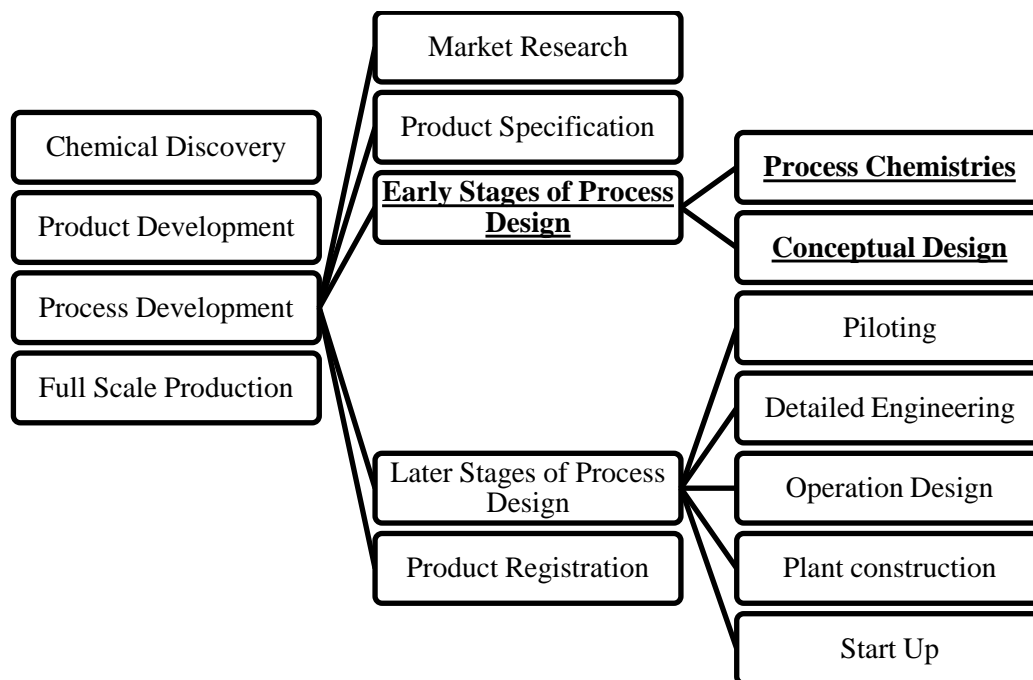 Chemical Discovery
Product Development
Process Development
Full Scale Production
Market Research
Product Specification
Early Stages of Process
Design
Later Stages of Process
Design
Product Registration
Process Chemistries
Conceptual Design
Piloting
Detailed Engineering
Operation Design
Plant construction
Start Up